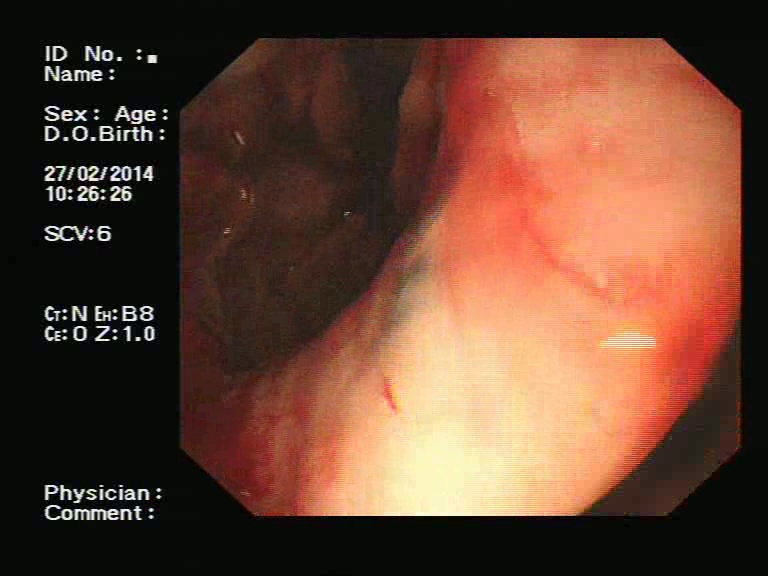 ID No. :
Name:
Sex: Age:
D.O.Birth:
27/02/2014
10:26:26
SCV:6
CT:N EH:B8
CE:0 Z:1.0
Physician:
Comment: